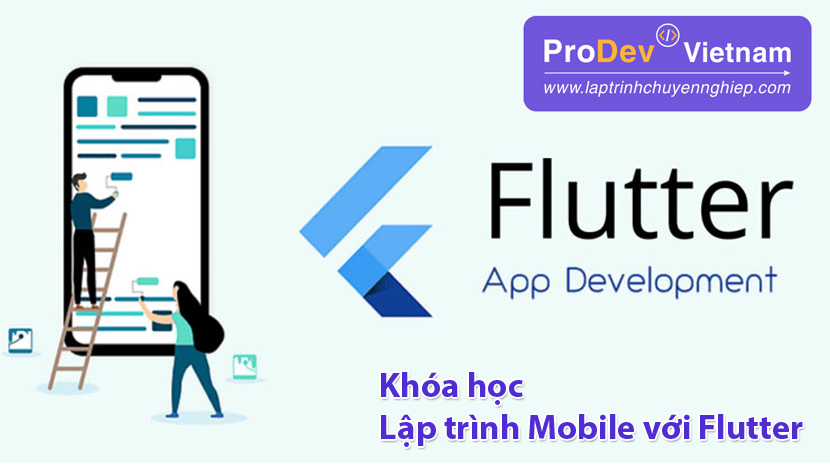 ProDev</>Vietnam
www.laptrinhchuyennghiep.com
Flutter
App Development
Khóa học
Lập trình Mobile với Flutter